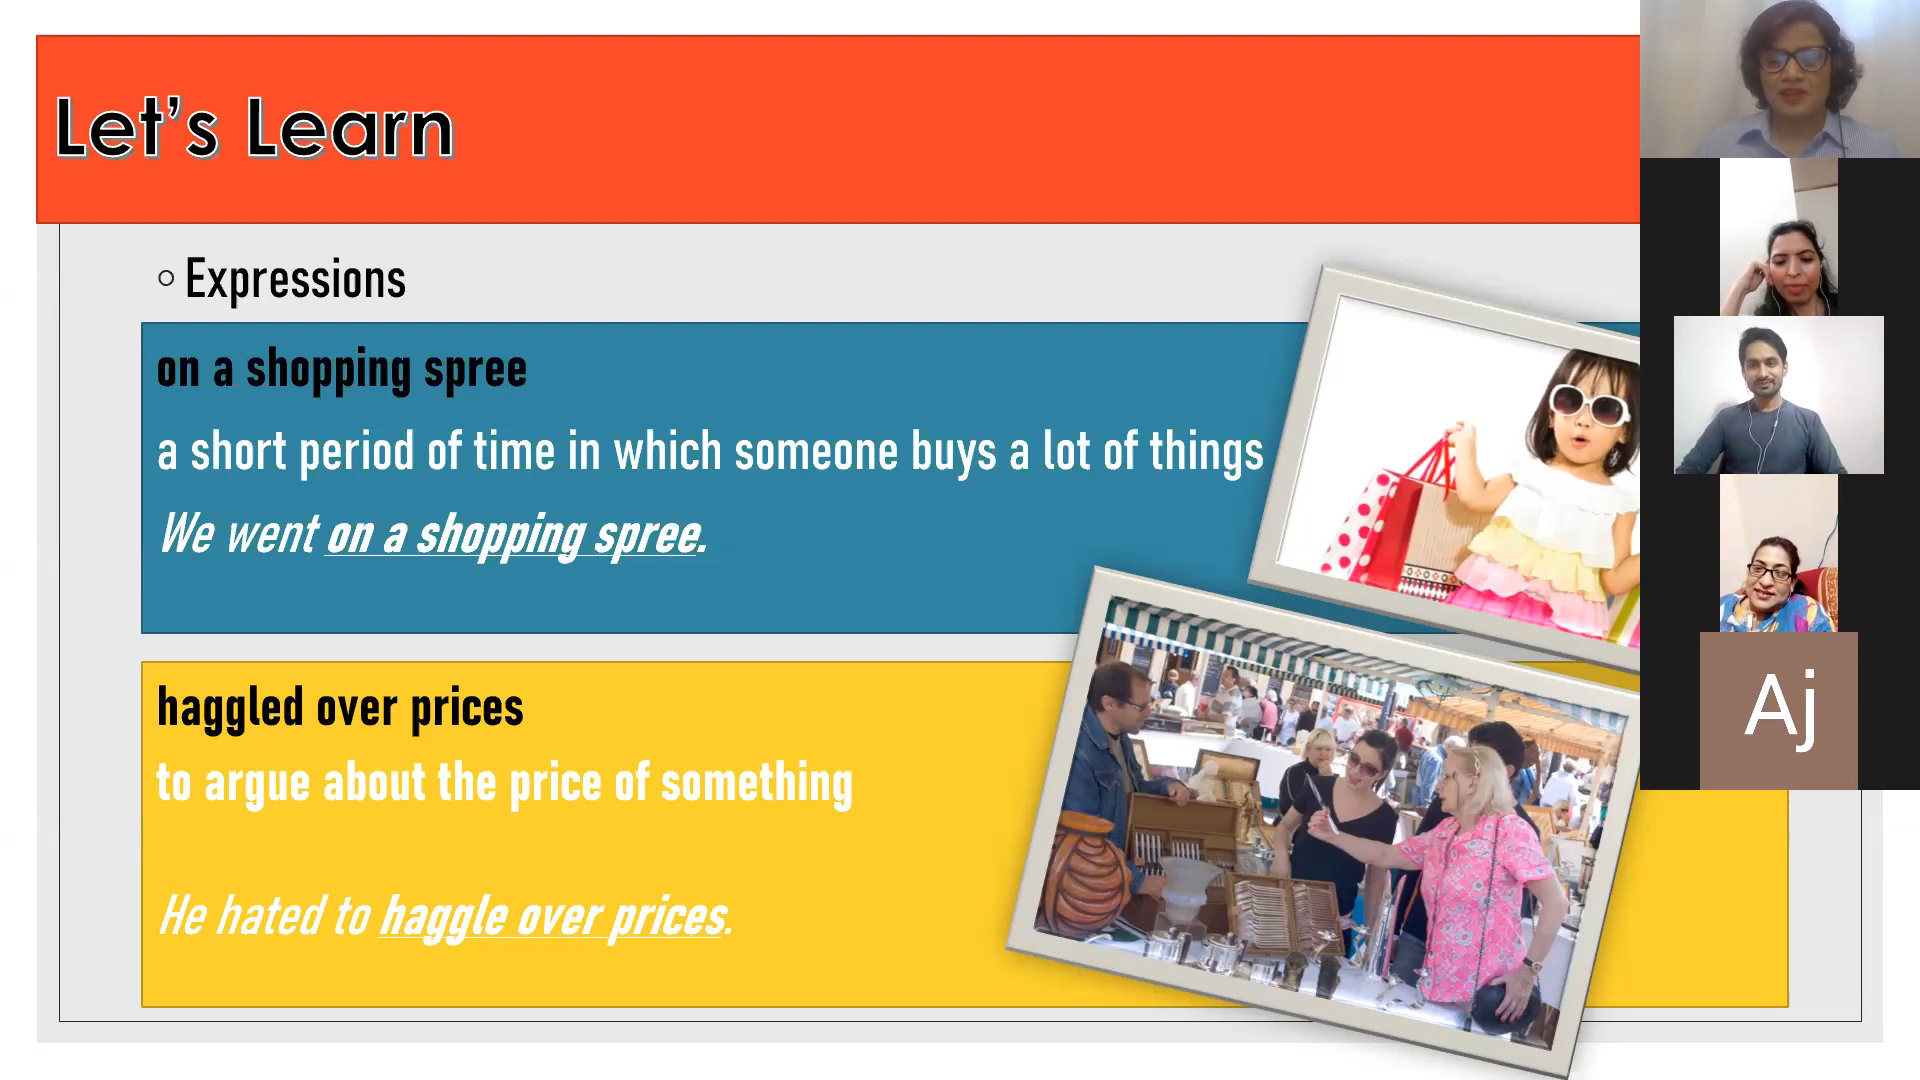 Let's Learn
Expressions
on a shopping spree
a short period of time in which someone buys a lot of things
We went on a shopping spree.
haggled over prices
to argue about the price of something
He hated to haggle over prices.
Aj